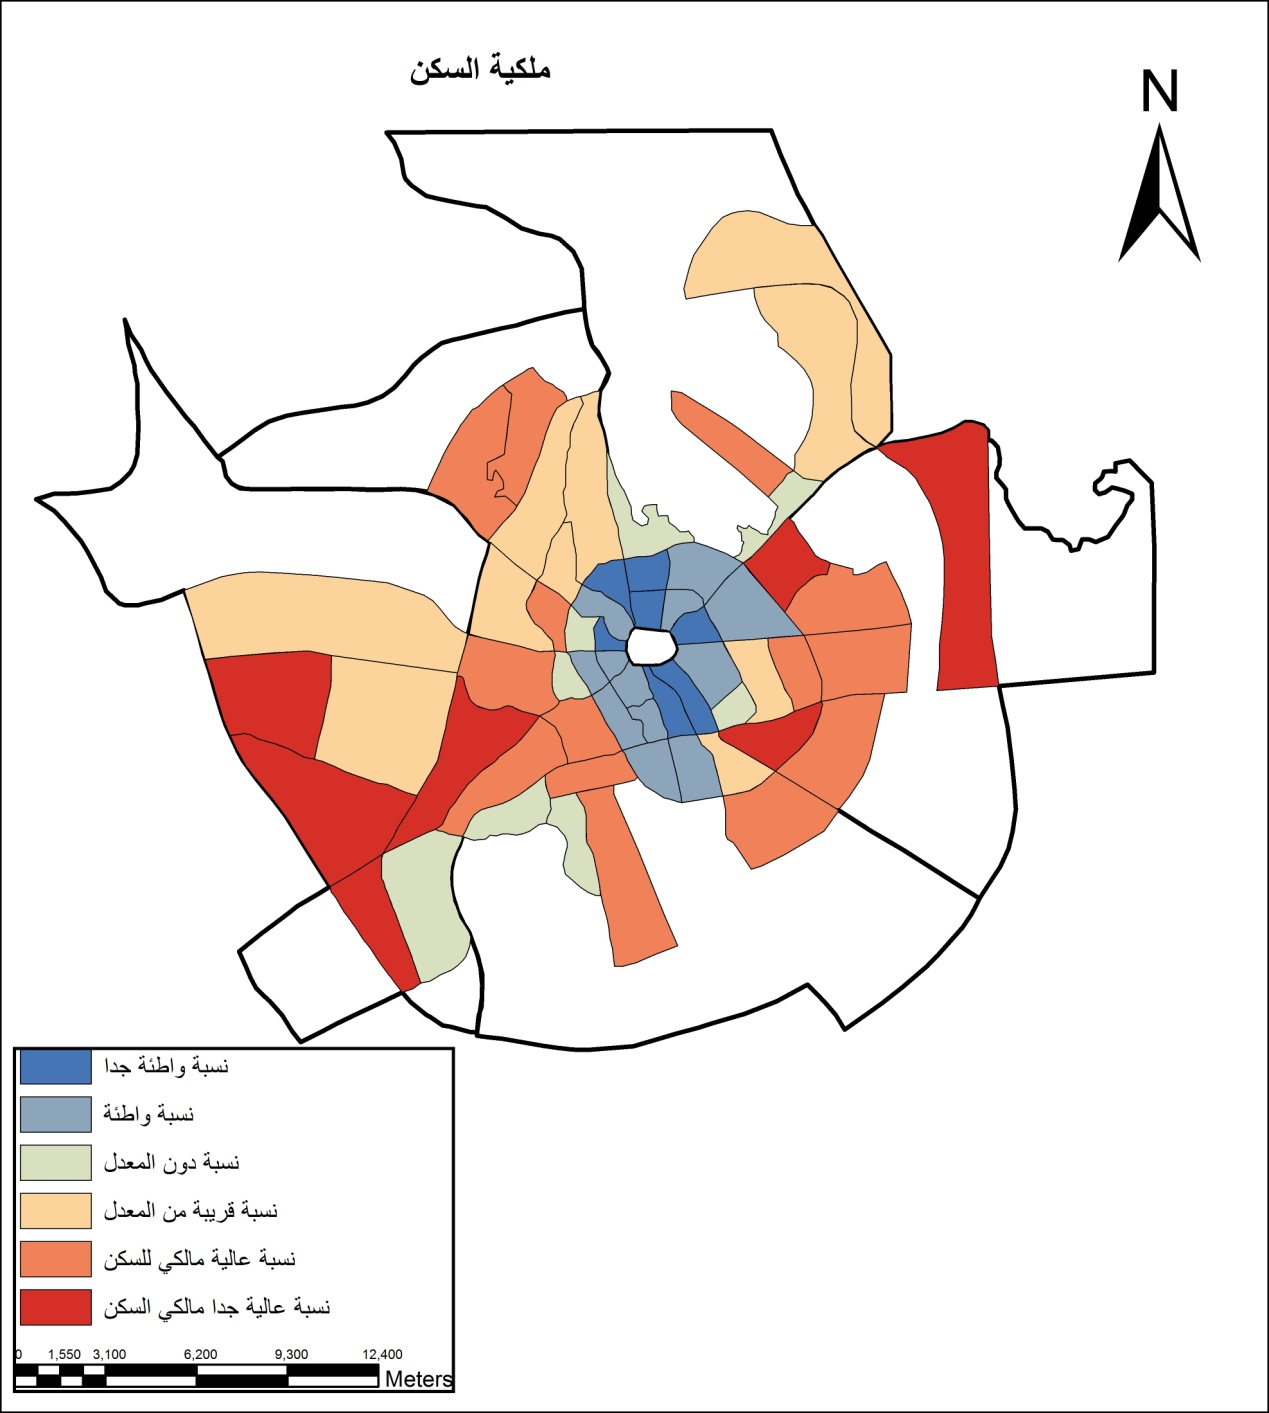 ملكية السكن
N
نسبة واطئة جدا
نسبة واطئة
نسبة دون المعدل
نسبة قريبة من المعدل
نسبة عالية مالكي للسكن
نسبة عالية جدا مالكي السكن
0 1,550 3,100 6,200 9,300 12,400
Meters